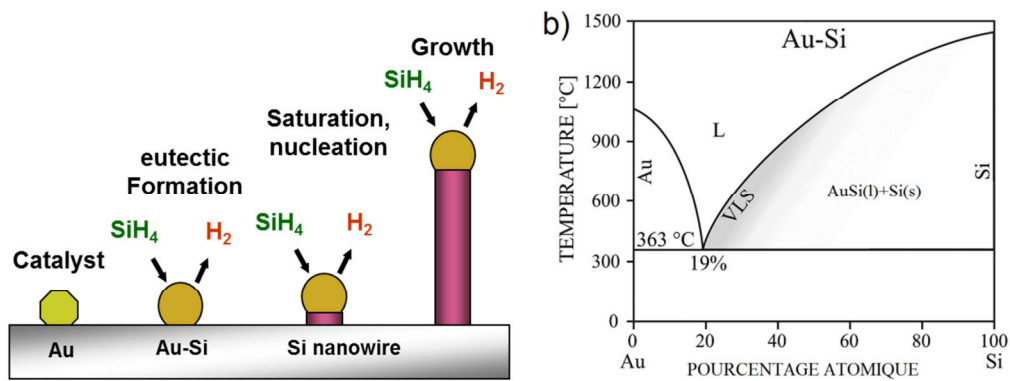 Growth
SiH4 H2
Saturation,
nucleation
eutectic
Formation
SiH4 H2
SiH4 H2
Catalyst
Au
Au-Si
Si nanowire
b)
Au-Si
TEMPERATURE [°C]
1500
1200
900
600
300
0
L
Au
Si
VLS
AuSi(l)+Si(s)
363 °C
19%
0 20 40 60 80 100
Au POURCENTAGE ATOMIQUE Si